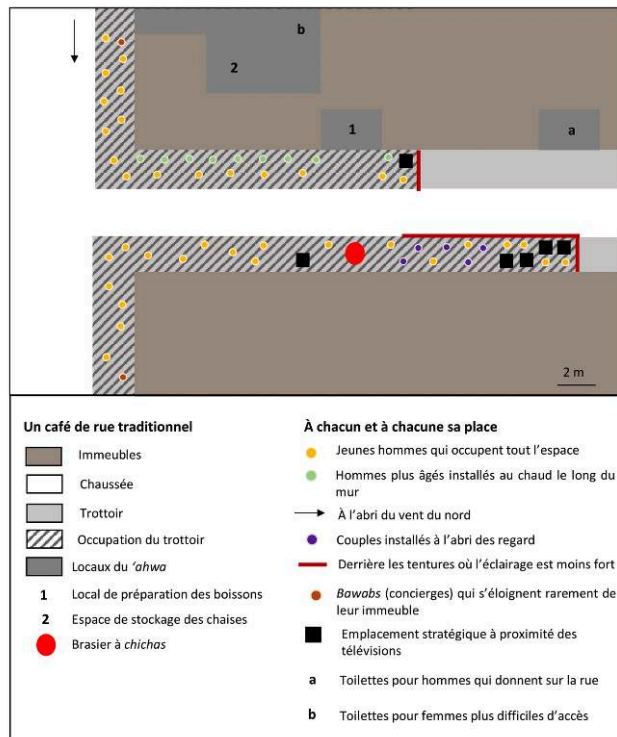 b
2
1
a
2 m
Un café de rue traditionnel
Immeubles
Chaussée
Trottoir
Occupation du trottoir
Locaux du ‘ahwa
1 Local de préparation des boissons
2 Espace de stockage des chaises
Brasier à chichas
À chacun et à chacune sa place
Jeunes hommes qui occupent tout l’espace
Hommes plus âgés installés au chaud le long du
mur
À l’abri du vent du nord
Couples installés à l’abri des regard
Derrière les tentures où l’éclairage est moins fort
Bawabs (concierges) qui s’éloignent rarement de
leur immeuble
Emplacement stratégique à proximité des
télévisions
a Toilettes pour hommes qui donnent sur la rue
b Toilettes pour femmes plus difficiles d’accès